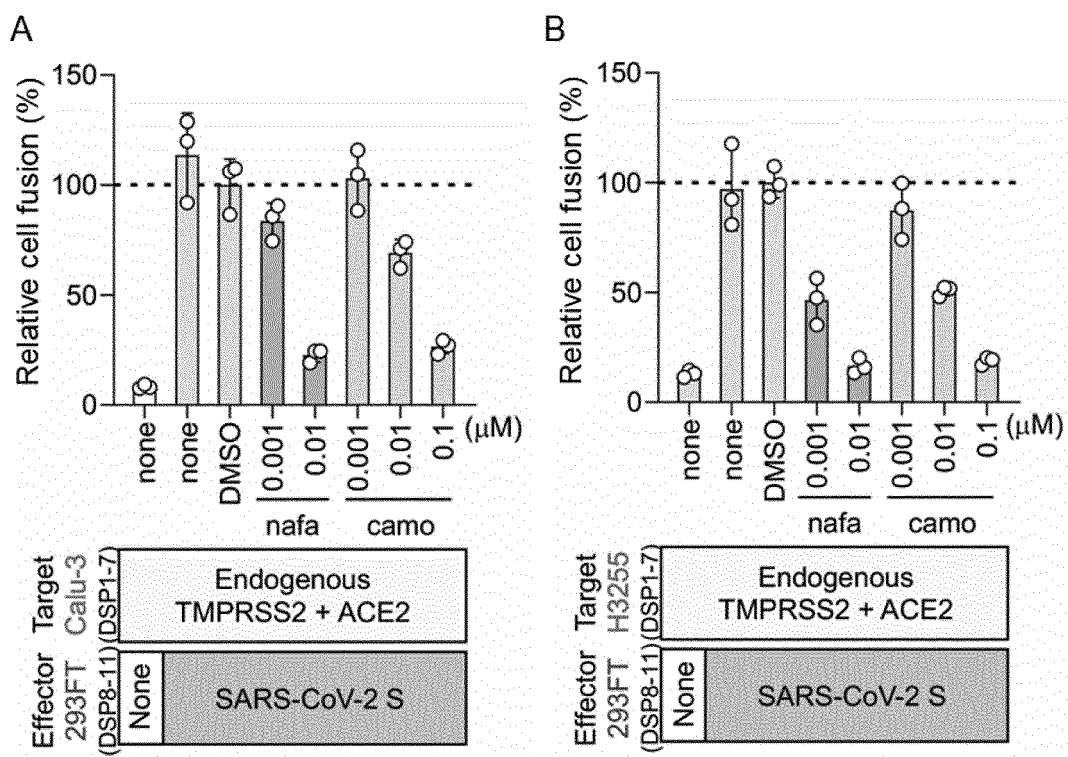 A
Relative cell fusion (%)
150
100
50
0
none
none
DMSO
0.001
0.01
0.001
0.01
0.1
(μM)
nafa
camo
Target
Calu-3
(DSP1-7)
Endogenous
TMPRSS2 + ACE2
Effector
293FT
(DSP8-11)
None
SARS-CoV-2 S
B
Relative cell fusion (%)
150
100
50
0
none
none
DMSO
0.001
0.01
0.001
0.01
0.1
(μM)
nafa
camo
Target
H3255
(DSP1-7)
Endogenous
TMPRSS2 + ACE2
Effector
293FT
(DSP8-11)
None
SARS-CoV-2 S